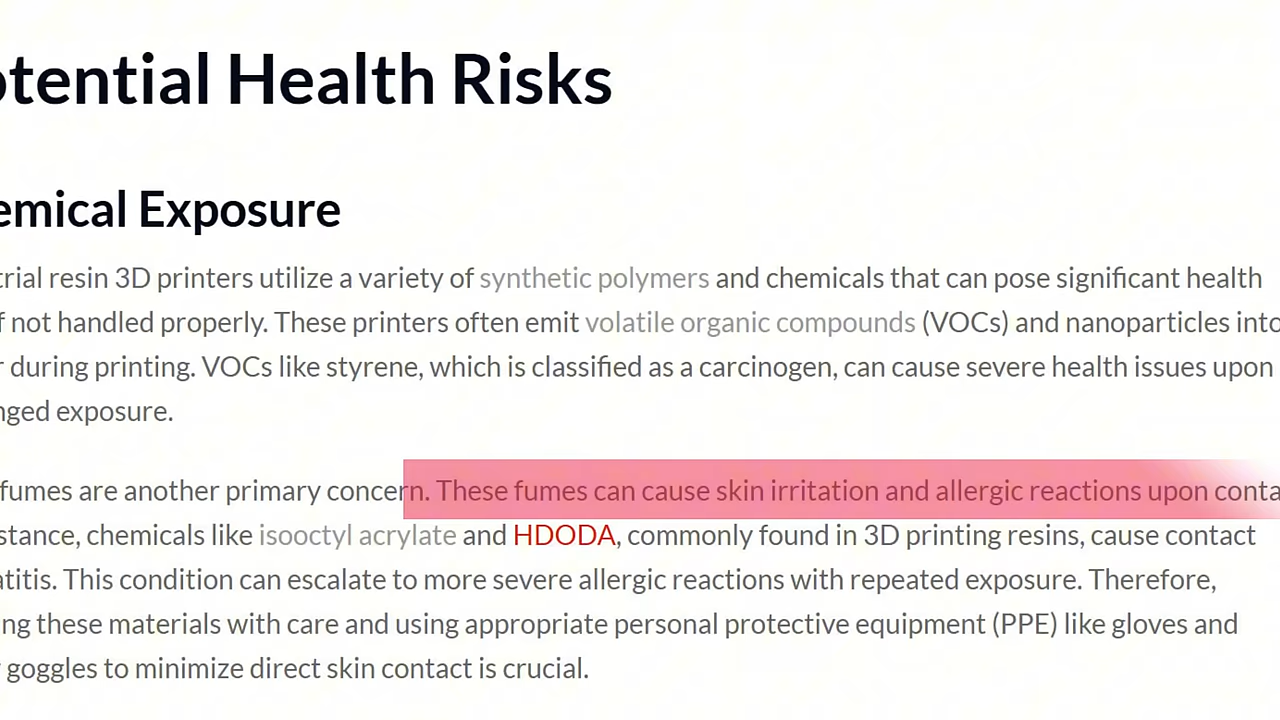 otential Health Risks
emical Exposure
trial resin 3D printers utilize a variety of synthetic polymers and chemicals that can pose significant health
f not handled properly. These printers often emit volatile organic compounds (VOCs) and nanoparticles into
r during printing. VOCs like styrene, which is classified as a carcinogen, can cause severe health issues upon
nged exposure.
fumes are another primary concern. These fumes can cause skin irritation and allergic reactions upon conta
stance, chemicals like isooctyl acrylate and HDODA, commonly found in 3D printing resins, cause contact
atitis. This condition can escalate to more severe allergic reactions with repeated exposure. Therefore,
ng these materials with care and using appropriate personal protective equipment (PPE) like gloves and
goggles to minimize direct skin contact is crucial.